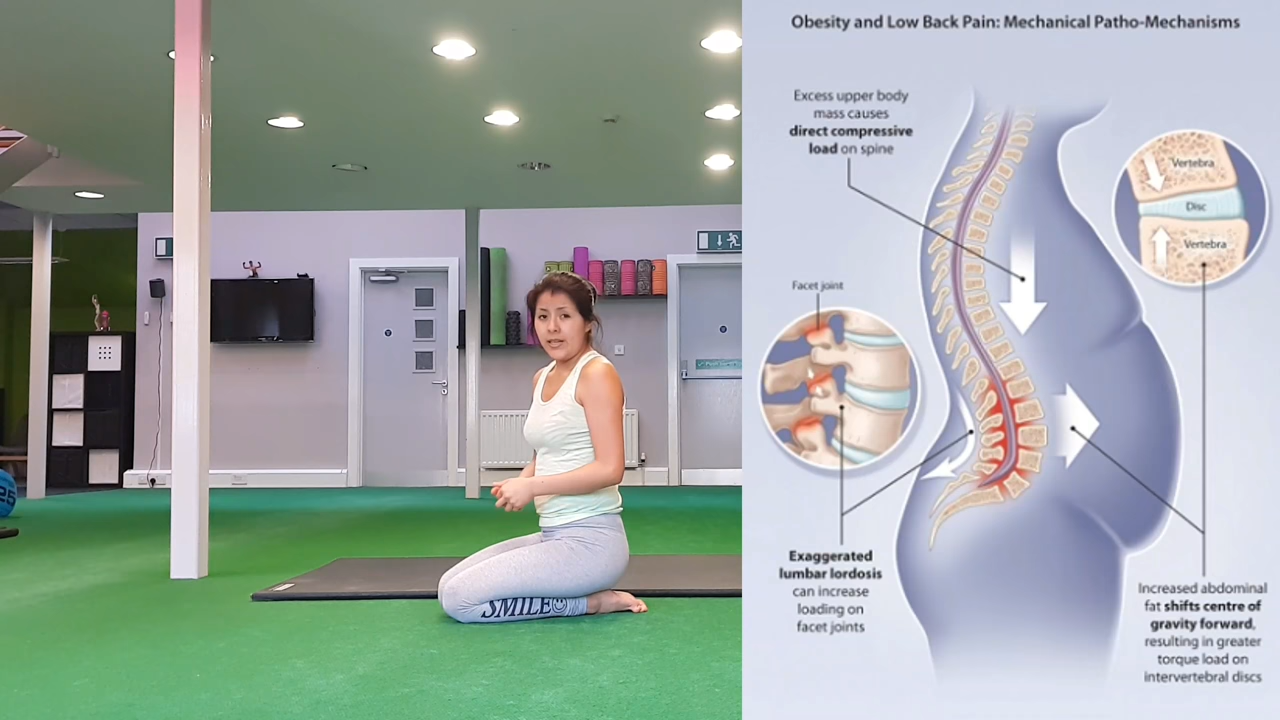 Obesity and Low Back Pain: Mechanical Patho-Mechanisms
Excess upper body
mass causes
direct compressive
load on spine
Vertebra
Disc
Vertebra
Facet joint
Exaggerated
lumbar lordosis
can increase
loading on
facet joints
Increased abdominal
fat shifts centre of
gravity forward,
resulting in greater
torque load on
intervertebral discs
SMILE
25